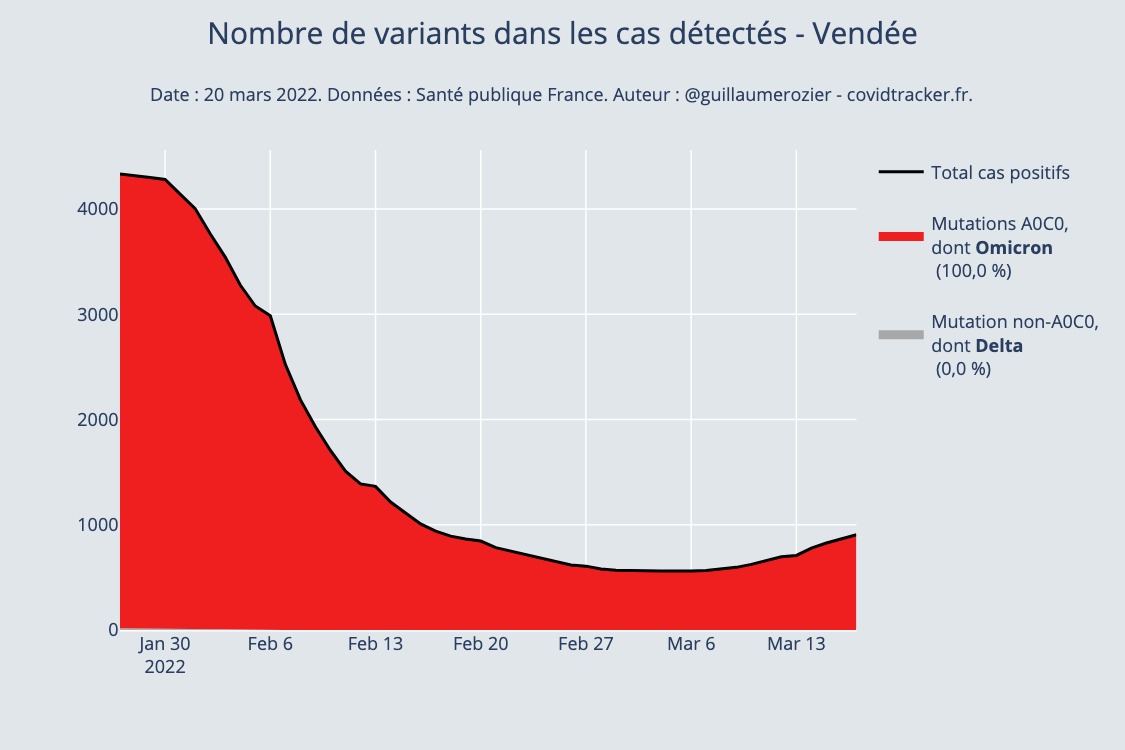 Nombre de variants dans les cas détectés - Vendée
Date : 20 mars 2022. Données : Santé publique France. Auteur : @guillaumerozier - covidtracker.fr.
Total cas positifs
Mutations A0C0,
dont Omicron
(100,0 %)
Mutation non-A0C0,
dont Delta
(0,0 %)
4000
3000
2000
1000
0
Jan 30 Feb 6 Feb 13 Feb 20 Feb 27 Mar 6 Mar 13
2022